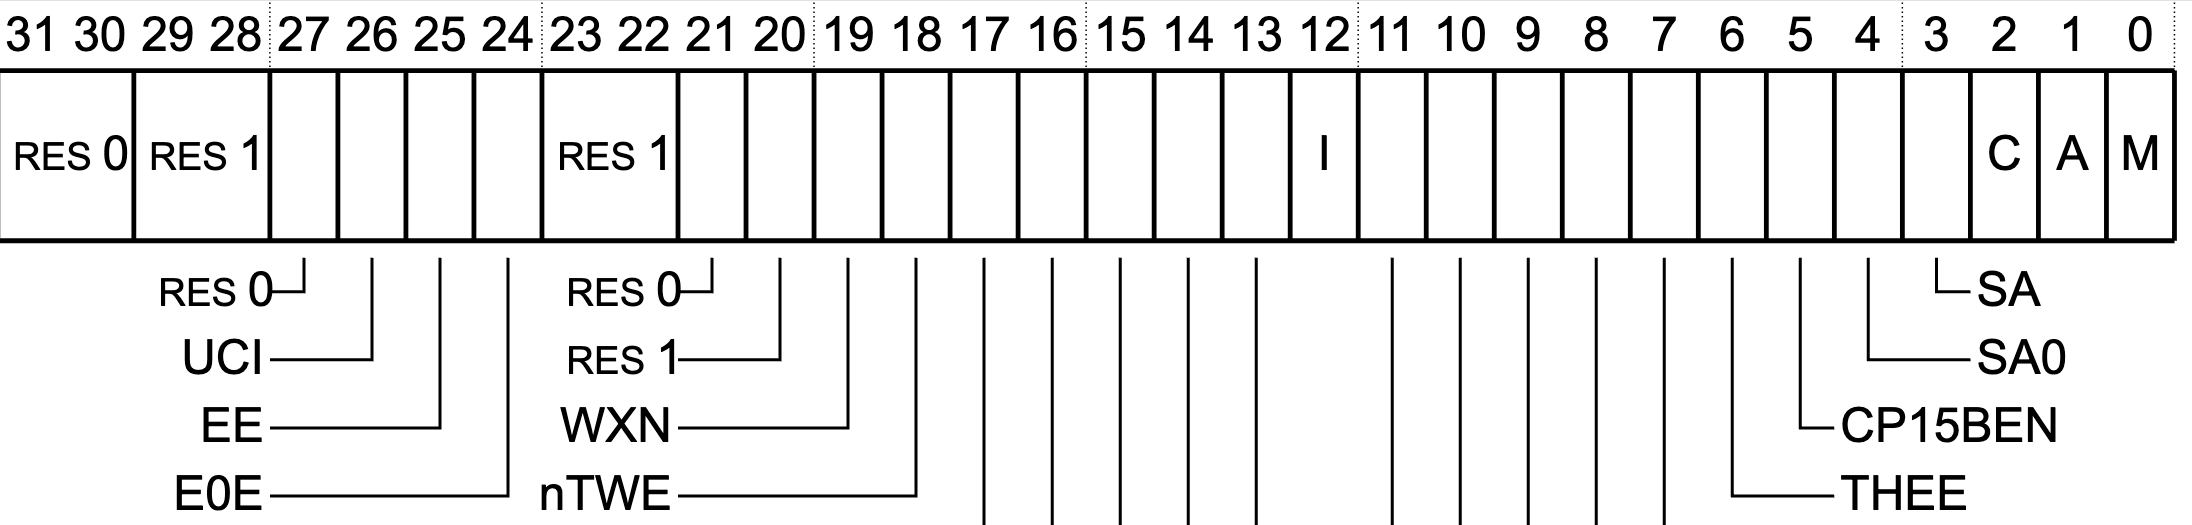 31 30 29 28 27 26 25 24 23 22 21 20 19 18 17 16 15 14 13 12 11 10 9 8 7 6 5 4 3 2 1 0
RES 0 RES 1 RES 1 I C A M
RES 0 RES 0 SA
UCI RES 1 SA0
EE WXN CP15BEN
E0E nTWE THEE